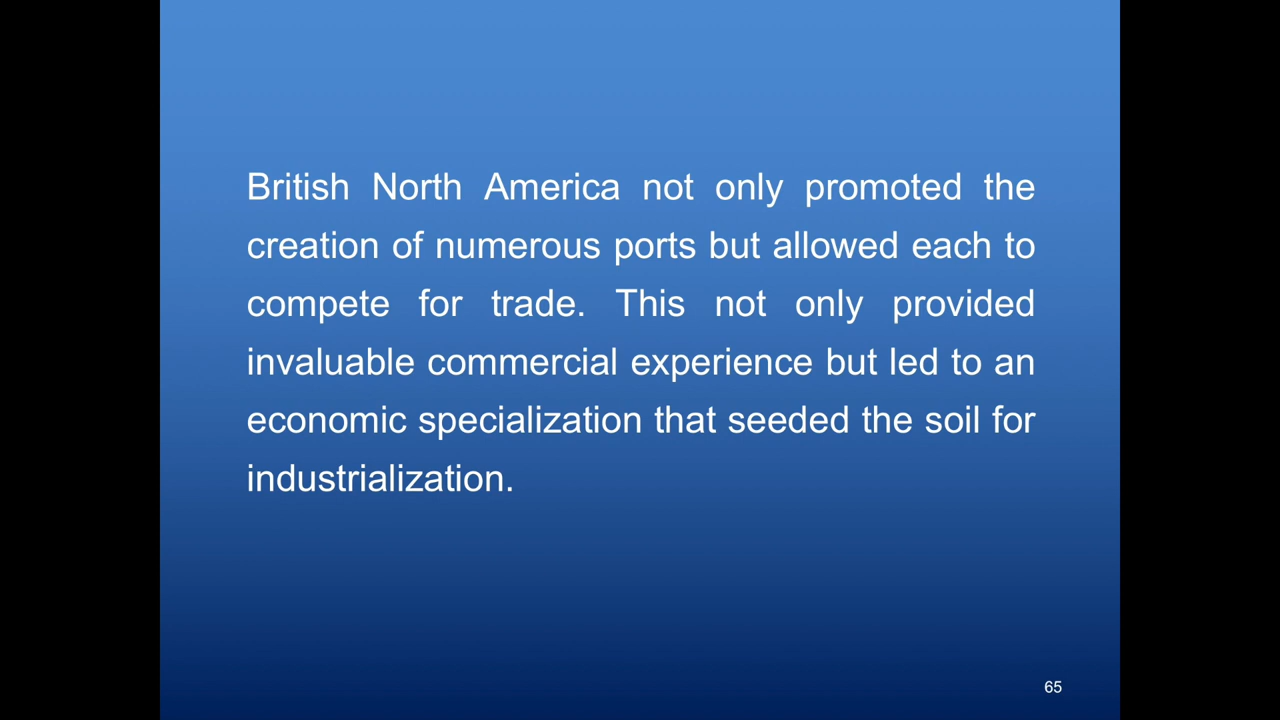 British North America not only promoted the
creation of numerous ports but allowed each to
compete for trade. This not only provided
invaluable commercial experience but led to an
economic specialization that seeded the soil for
industrialization.
65